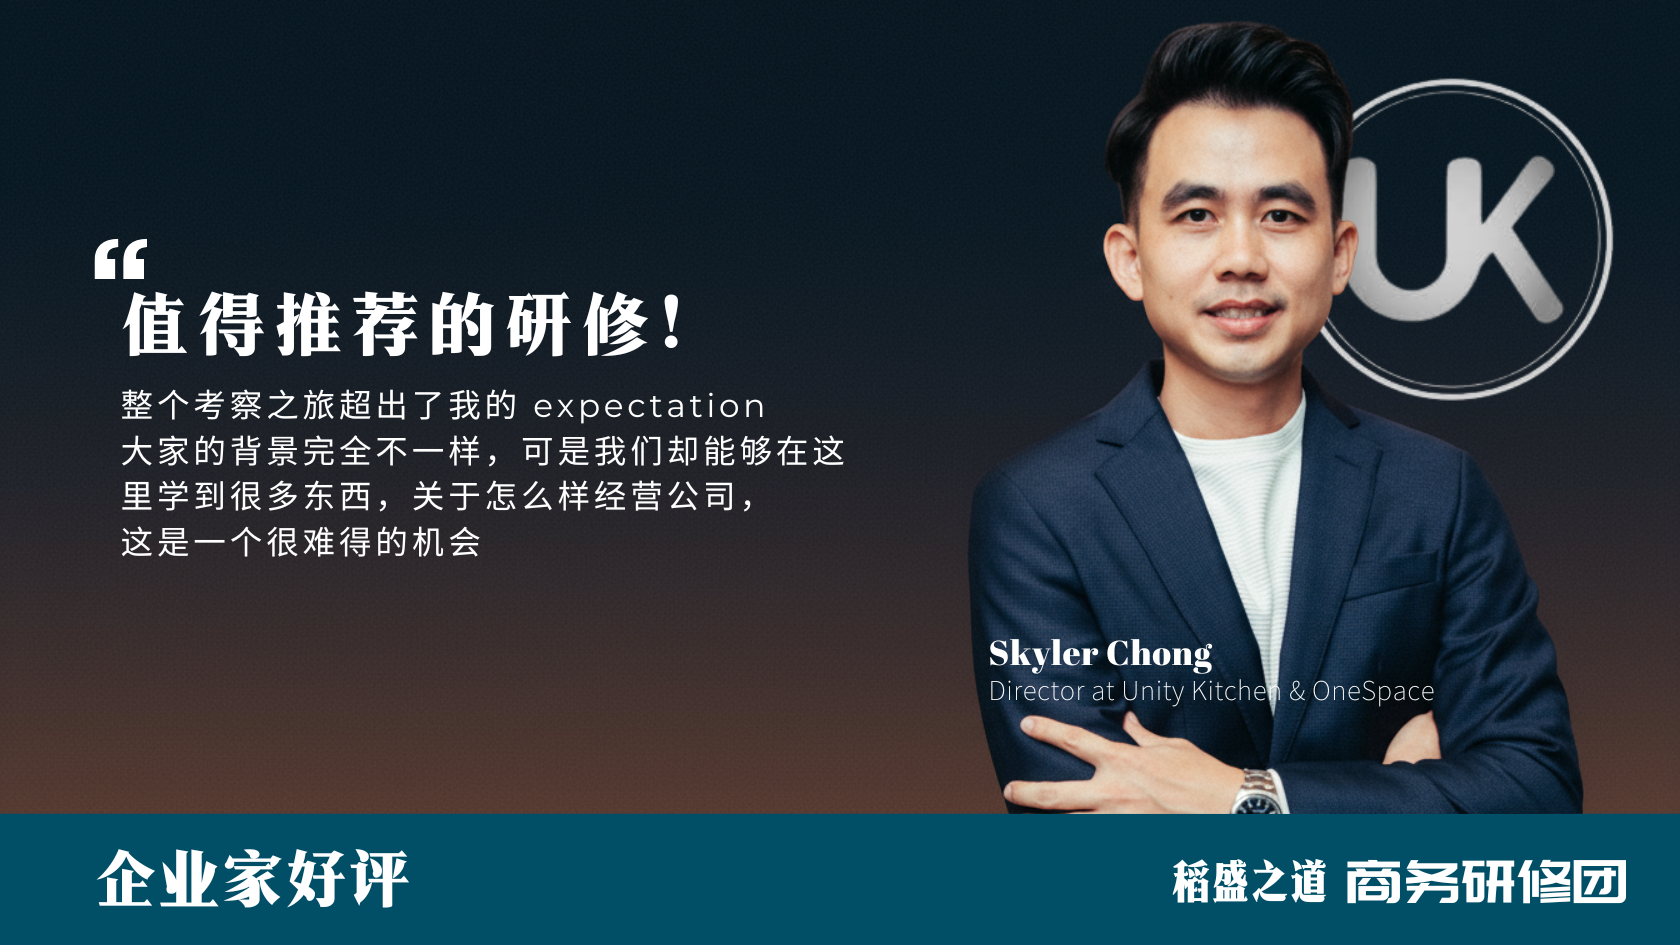 “
值得推荐的研修！
整个考察之旅超出了我的 expectation
大家的背景完全不一样，可是我们却能够在这
里学到很多东西，关于怎么样经营公司，
这是一个很难得的机会
UK
Skyler Chong
Director at Unity Kitchen & OneSpace
企业家好评
稻盛之道 商务研修团